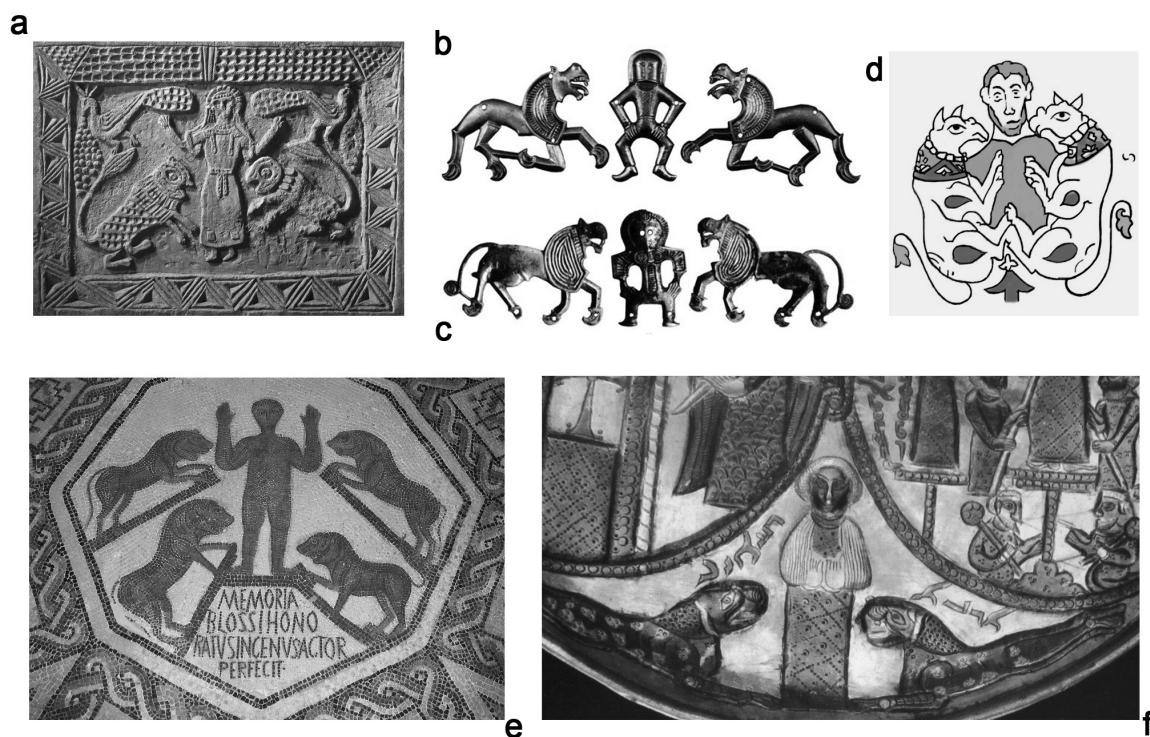 a
b
d
c
MEMORIA
BLOSSI HONO
RATVS INGENVS ACTOR
PERFECIT·
e
f